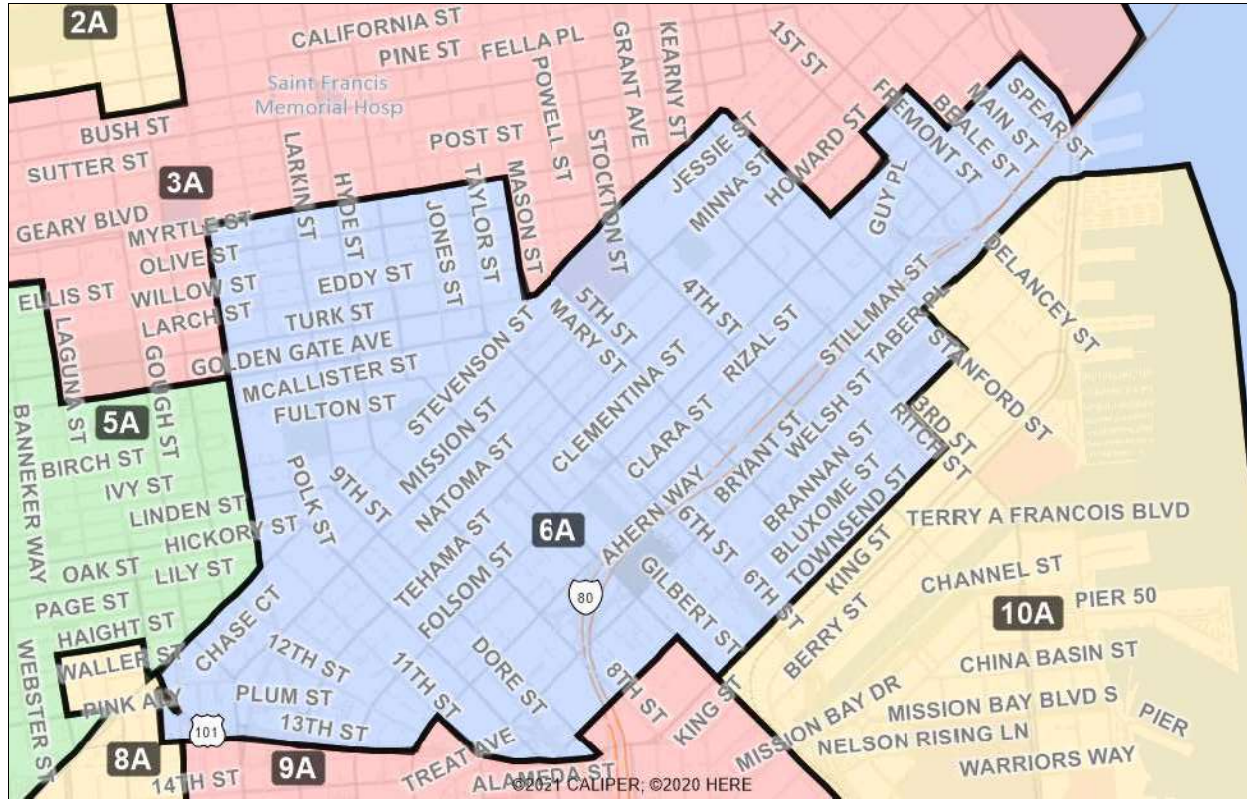 2A
CALIFORNIA ST
PINE ST
FELLA PL
GRANT AVE
KEARNY ST
1ST ST
Saint Francis
Memorial Hosp
POWELL ST
BUSH ST
SUTTER ST
POST ST
STOCKTON ST
LARKIN ST
HYDE ST
TAYLOR ST
MASON ST
JESSIE ST
MINNA ST
HOWARD ST
FREMONT ST
BEALE ST
MAIN ST
SPEAR ST
GUY PL
3A
GEARY BLVD
MYRTLE ST
JONES ST
OLIVE ST
ELLIS ST
WILLOW ST
EDDY ST
LARCH ST
TURK ST
5TH ST
MARY ST
4TH ST
RIZAL ST
STILLMAN ST
TABER PL
DELANCEY ST
STANFORD ST
LAGUNA ST
GOUGH ST
GOLDEN GATE AVE
MCALLISTER ST
FULTON ST
STEVENSON ST
MISSION ST
NATOMA ST
CLEMENTINA ST
CLARA ST
BRYANT ST
WELSH ST
3RD ST
RITCH ST
BANNEKER WAY
5A
BIRCH ST
IVY ST
LINDEN ST
HICKORY ST
POLK ST
9TH ST
BRANNAN ST
BLUXOME ST
TOWNSEND ST
6A
AHERN WAY
6TH ST
6TH ST
KING ST
TERRY A FRANCOIS BLVD
OAK ST
LILY ST
TEHAMA ST
FOLSOM ST
80
GILBERT ST
BERRY ST
CHANNEL ST
PIER 50
10A
PAGE ST
HAIGHT ST
WALLER ST
CHASE CT
12TH ST
11TH ST
DORE ST
8TH ST
KING ST
CHINA BASIN ST
WEBSTER ST
PINK ALY
PLUM ST
13TH ST
101
MISSION BAY DR
MISSION BAY BLVD S
PIER
NELSON RISING LN
WARRIORS WAY
8A
14TH ST
9A
TREAT AVE
ALAMEDA ST
©2021 CALIPER; ©2020 HERE